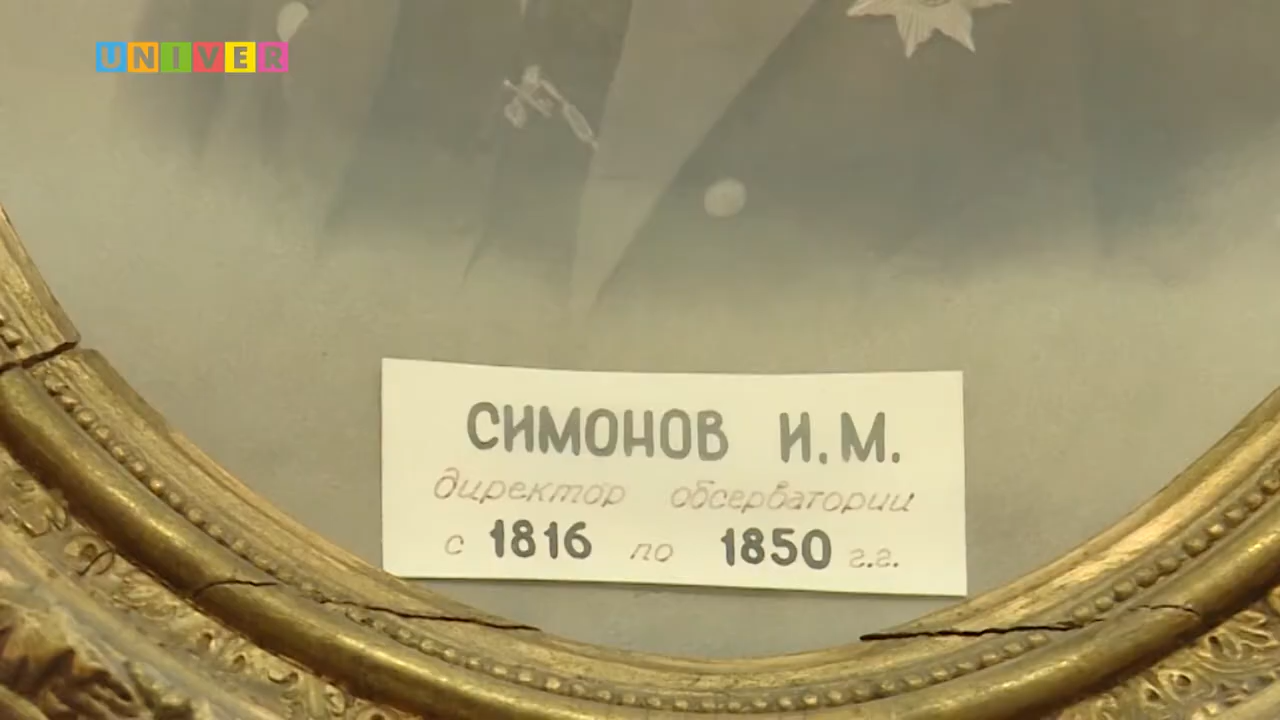 UNIVER
СИМОНОВ И.М.
директор обсерватории
с 1816 по 1850 г.г.